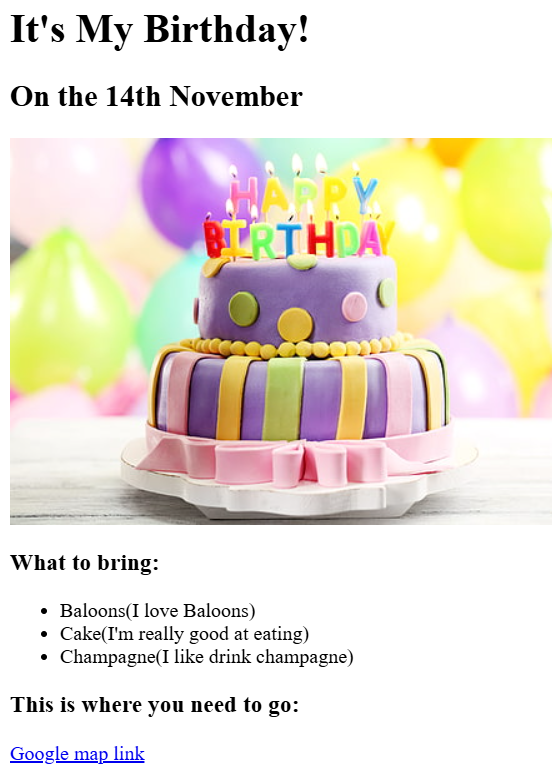 It's My Birthday!
On the 14th November
HAPPY
BIRTHDAY
What to bring:
Baloons(I love Baloons)
Cake(I'm really good at eating)
Champagne(I like drink champagne)
This is where you need to go:
Google map link